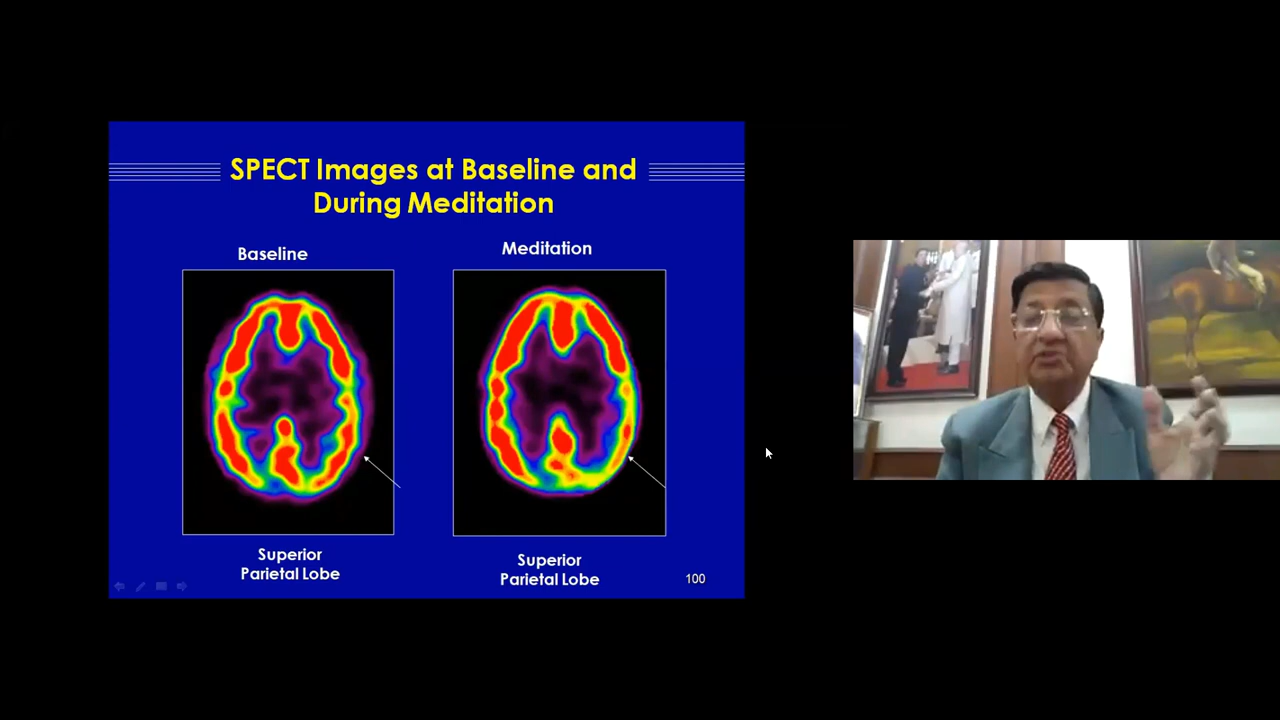 SPECT Images at Baseline and
During Meditation
Baseline
Meditation
Superior
Parietal Lobe
Superior
Parietal Lobe
100